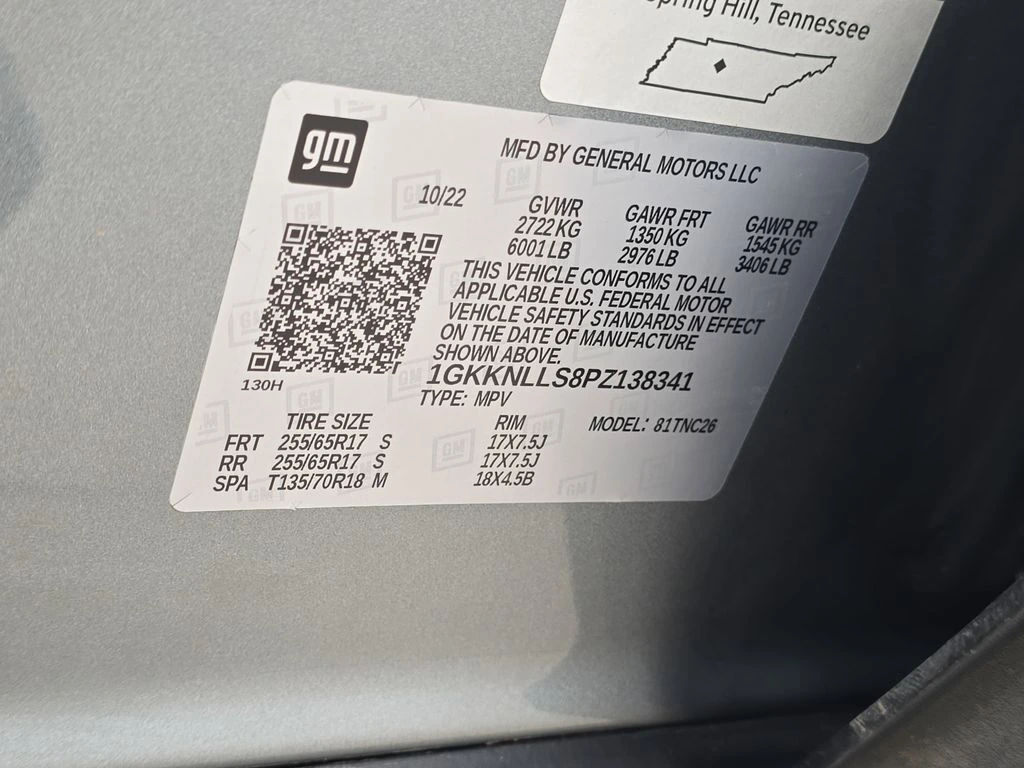 Spring Hill, Tennessee
gm
MFD BY GENERAL MOTORS LLC
10/22
GVWR GAWR FRT GAWR RR
2722 KG 1350 KG 1545 KG
6001 LB 2976 LB 3406 LB
THIS VEHICLE CONFORMS TO ALL
APPLICABLE U.S. FEDERAL MOTOR
VEHICLE SAFETY STANDARDS IN EFFECT
ON THE DATE OF MANUFACTURE
SHOWN ABOVE.
130H
1GKKNLLS8PZ138341
TYPE: MPV
TIRE SIZE RIM MODEL: 81TNC26
FRT 255/65R17 S 17X7.5J
RR 255/65R17 S 17X7.5J
SPA T135/70R18 M 18X4.5B